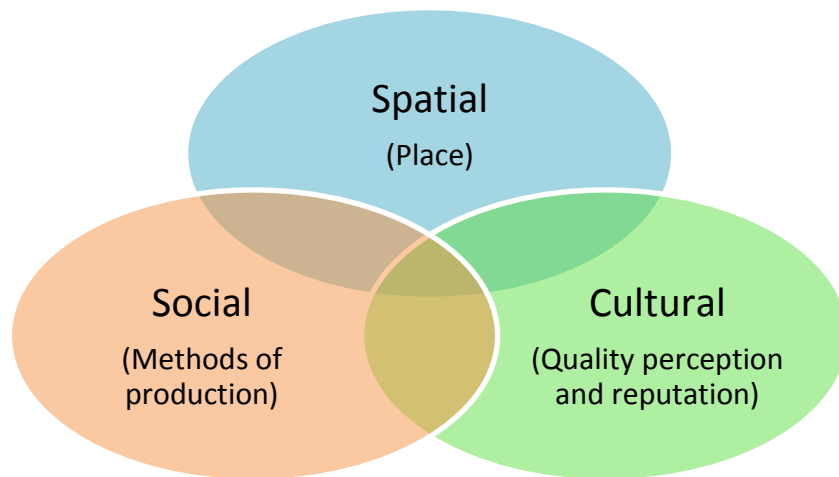 Spatial
(Place)
Social
(Methods of
production)
Cultural
(Quality perception
and reputation)